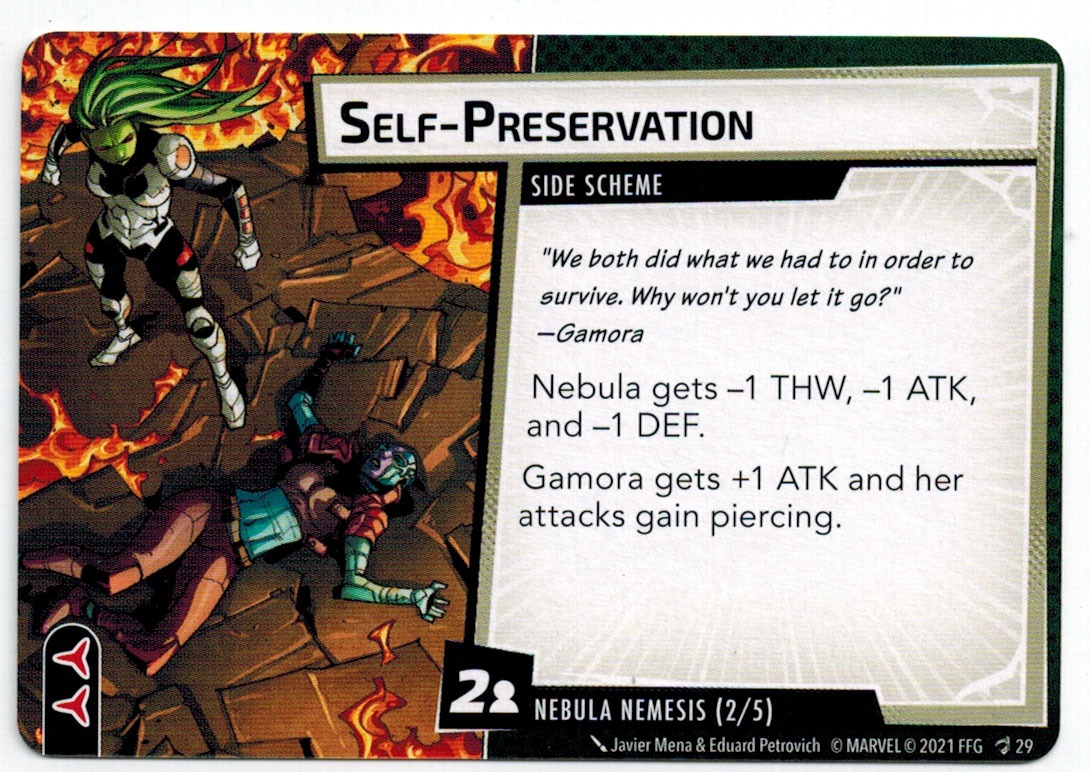 Self-Preservation
SIDE SCHEME
"We both did what we had to in order to
survive. Why won't you let it go?"
—Gamora
Nebula gets –1 THW, –1 ATK,
and –1 DEF.
Gamora gets +1 ATK and her
attacks gain piercing.
2
NEBULA NEMESIS (2/5)
Javier Mena & Eduard Petrovich © MARVEL © 2021 FFG 29